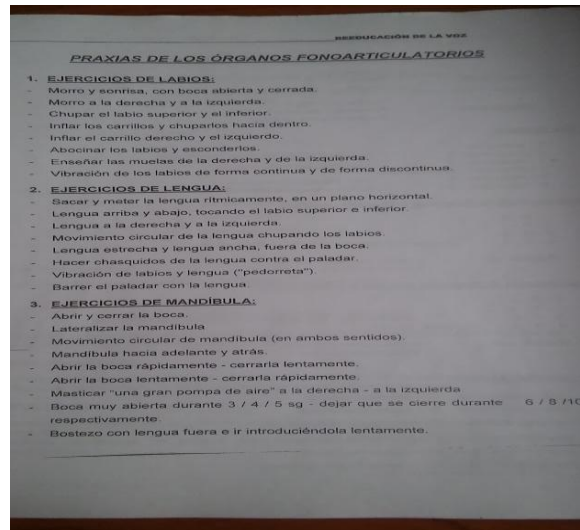 REEDUCACIÓN DE LA VOZ
PRAXIAS DE LOS ÓRGANOS FONOARTICULATORIOS
1. EJERCICIOS DE LABIOS:
- Morro y sonrisa, con boca abierta y cerrada.
- Morro a la derecha y a la izquierda.
- Chupar el labio superior y el inferior.
- Inflar los carrillos y chuparlos hacia dentro.
- Inflar el carrillo derecho y el izquierdo.
- Abocinar los labios y esconderlos.
- Enseñar las muelas de la derecha y de la izquierda.
- Vibración de los labios de forma continua y de forma discontinua.
2. EJERCICIOS DE LENGUA:
- Sacar y meter la lengua rítmicamente, en un plano horizontal.
- Lengua arriba y abajo, tocando el labio superior e inferior.
- Lengua a la derecha y a la izquierda.
- Movimiento circular de la lengua chupando los labios.
- Lengua estrecha y lengua ancha, fuera de la boca.
- Hacer chasquidos de la lengua contra el paladar.
- Vibración de labios y lengua ("pedorreta").
- Barrer el paladar con la lengua.
3. EJERCICIOS DE MANDÍBULA:
- Abrir y cerrar la boca.
- Lateralizar la mandíbula
- Movimiento circular de mandíbula (en ambos sentidos).
- Mandíbula hacia adelante y atrás.
- Abrir la boca rápidamente - cerrarla lentamente.
- Abrir la boca lentamente - cerrarla rápidamente.
- Masticar "una gran pompa de aire" a la derecha - a la izquierda
- Boca muy abierta durante 3 / 4 / 5 sg - dejar que se cierre durante 6 / 8 /10
respectivamente.
- Bostezo con lengua fuera e ir introduciéndola lentamente.